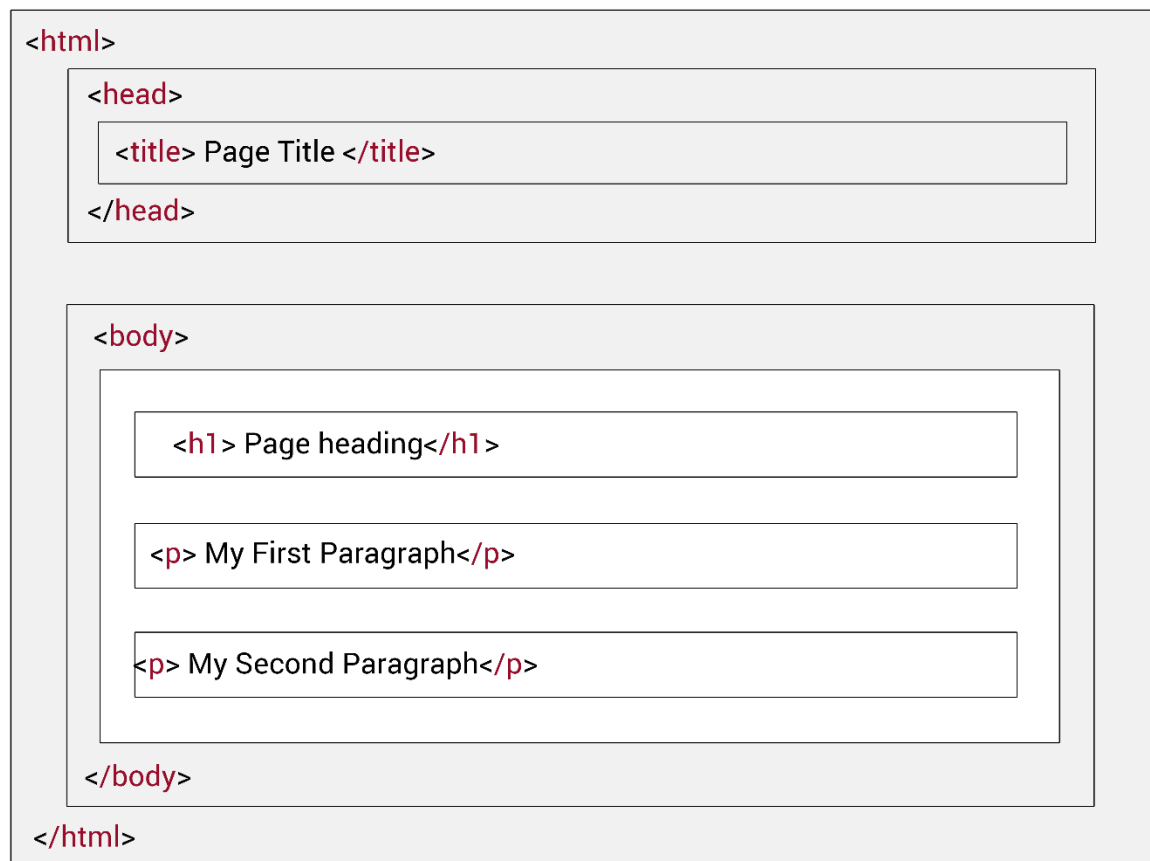 <html>
<head>
<title> Page Title </title>
</head>
<body>
<h1> Page heading</h1>
<p> My First Paragraph</p>
<p> My Second Paragraph</p>
</body>
</html>